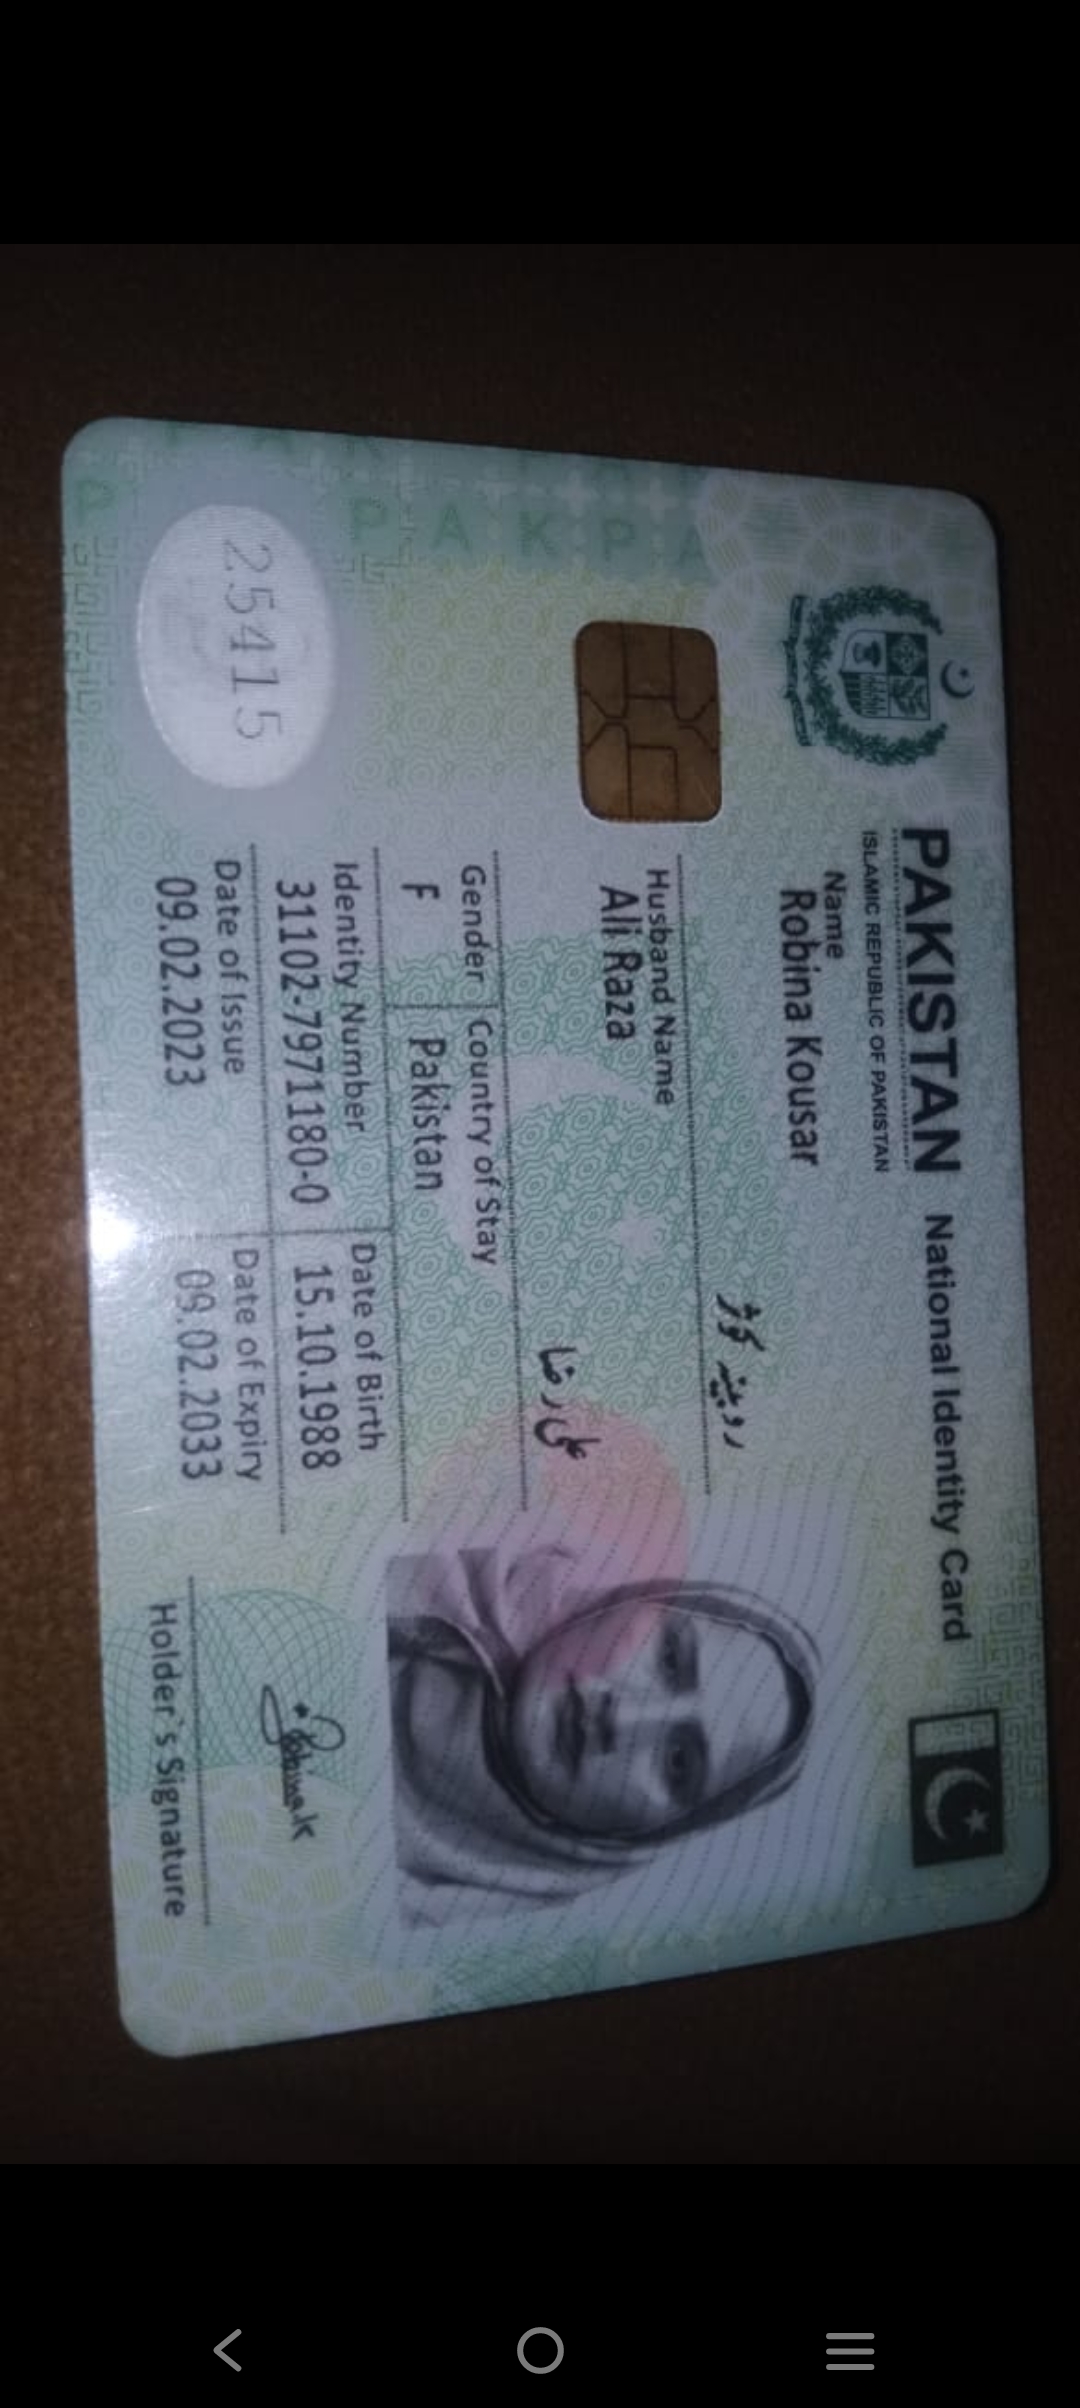 PAKISTAN National Identity Card
ISLAMIC REPUBLIC OF PAKISTAN
Name
Robina Kousar
روبینہ کوثر
Husband Name
Ali Raza
علی رضا
Gender Country of Stay
F Pakistan
Identity Number Date of Birth
31102-7971180-0 15.10.1988
Date of Issue Date of Expiry
09.02.2023 09.02.2033
25415
Robina k
Holder's Signature
PAKPA
P